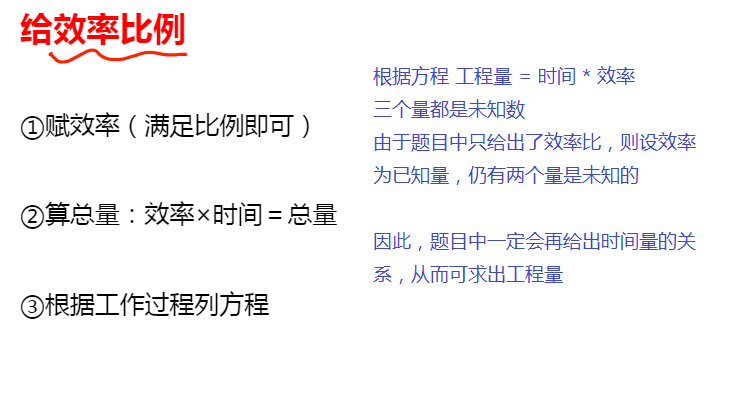 给效率比例
①赋效率（满足比例即可）
②算总量：效率×时间＝总量
③根据工作过程列方程
根据方程 工程量 = 时间 * 效率
三个量都是未知数
由于题目中只给出了效率比，则设效率
为已知量，仍有两个量是未知的
因此，题目中一定会再给出时间量的关
系，从而可求出工程量